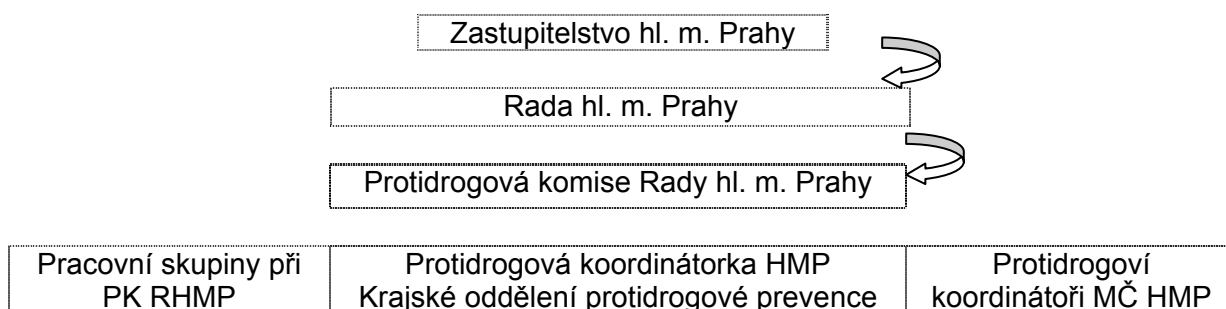 Zastupitelstvo hl. m. Prahy
Rada hl. m. Prahy
Protidrogová komise Rady hl. m. Prahy
Pracovní skupiny při
PK RHMP
Protidrogová koordinátorka HMP
Krajské oddělení protidrogové prevence
Protidrogoví
koordinátoři MČ HMP